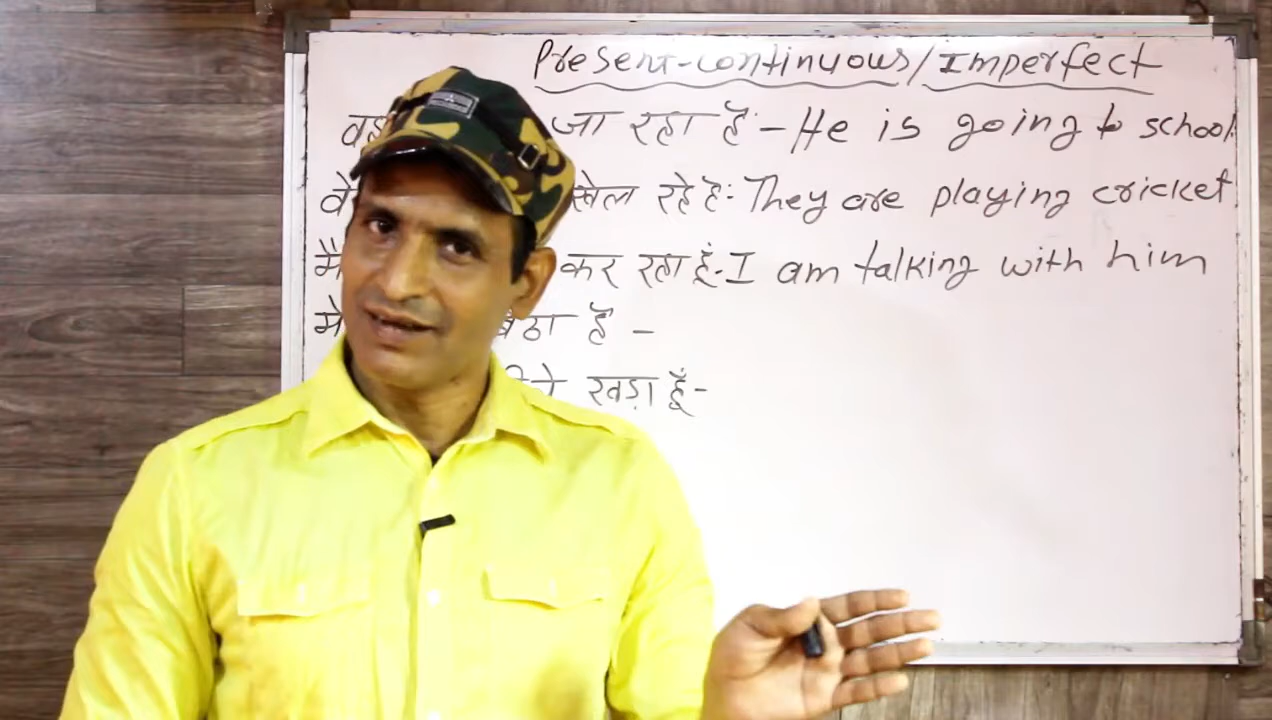 Present-continuous/Imperfect
जा रहा है - He is going to school.
खेल रहे है:- They are playing cricket.
कर रहा हूं.- I am talking with him
है -
खड़ा हूँ -